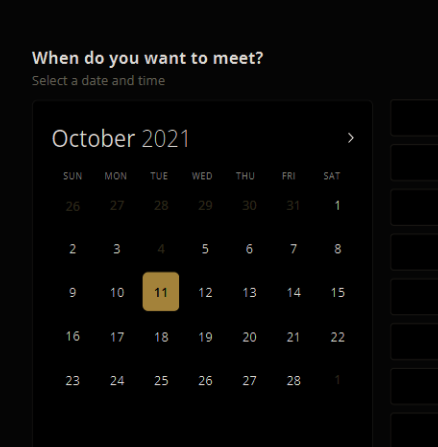 When do you want to meet?
Select a date and time
October 2021 >
SUN MON TUE WED THU FRI SAT
26 27 28 29 30 31 1
2 3 4 5 6 7 8
9 10 11 12 13 14 15
16 17 18 19 20 21 22
23 24 25 26 27 28 1